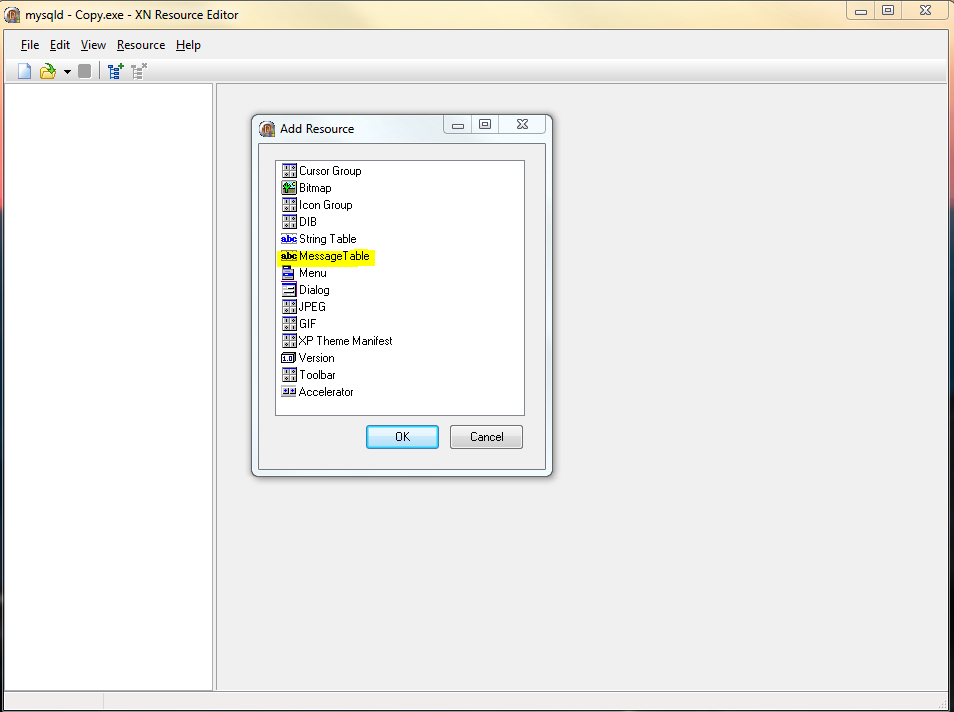 mysqld - Copy.exe - XN Resource Editor
File Edit View Resource Help
Add Resource
Cursor Group
Bitmap
Icon Group
DIB
abc String Table
abc MessageTable
Menu
Dialog
JPEG
GIF
XP Theme Manifest
1.0 Version
Toolbar
Accelerator
OK Cancel